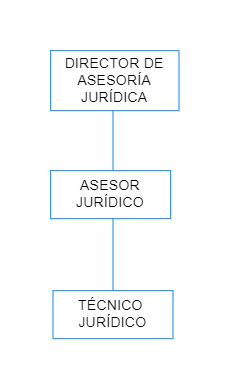 DIRECTOR DE
ASESORÍA
JURÍDICA
ASESOR
JURÍDICO
TÉCNICO
JURÍDICO